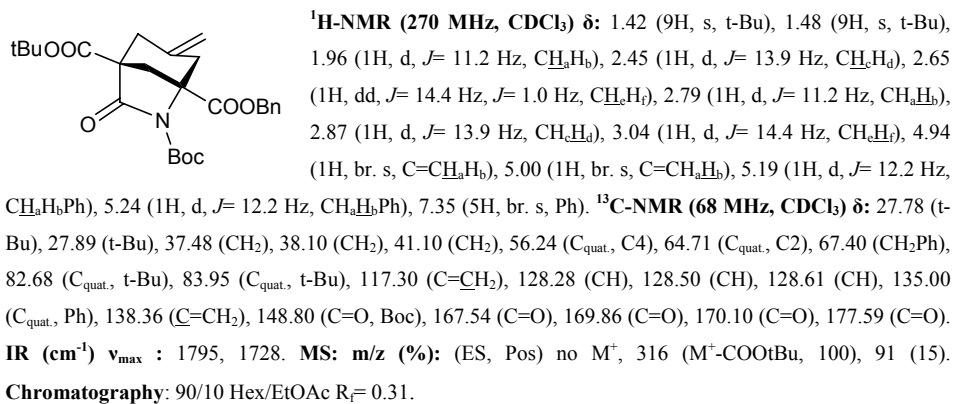 tBuOOC
COOBn
O
N
Boc
¹H-NMR (270 MHz, CDCl₃) δ: 1.42 (9H, s, t-Bu), 1.48 (9H, s, t-Bu),
1.96 (1H, d, J= 11.2 Hz, CHₐH_b), 2.45 (1H, d, J= 13.9 Hz, CH_cH_d), 2.65
(1H, dd, J= 14.4 Hz, J= 1.0 Hz, CHₑH_f), 2.79 (1H, d, J= 11.2 Hz, CHₐH_b),
2.87 (1H, d, J= 13.9 Hz, CH_cH_d), 3.04 (1H, d, J= 14.4 Hz, CHₑH_f), 4.94
(1H, br. s, C=CHₐH_b), 5.00 (1H, br. s, C=CHₐH_b), 5.19 (1H, d, J= 12.2 Hz,
CHₐH_bPh), 5.24 (1H, d, J= 12.2 Hz, CHₐH_bPh), 7.35 (5H, br. s, Ph). ¹³C-NMR (68 MHz, CDCl₃) δ: 27.78 (t-
Bu), 27.89 (t-Bu), 37.48 (CH₂), 38.10 (CH₂), 41.10 (CH₂), 56.24 (C_quat., C4), 64.71 (C_quat., C2), 67.40 (CH₂Ph),
82.68 (C_quat., t-Bu), 83.95 (C_quat., t-Bu), 117.30 (C=CH₂), 128.28 (CH), 128.50 (CH), 128.61 (CH), 135.00
(C_quat., Ph), 138.36 (C=CH₂), 148.80 (C=O, Boc), 167.54 (C=O), 169.86 (C=O), 170.10 (C=O), 177.59 (C=O).
IR (cm⁻¹) ν_max : 1795, 1728. MS: m/z (%): (ES, Pos) no M⁺, 316 (M⁺-COOtBu, 100), 91 (15).
Chromatography: 90/10 Hex/EtOAc R_f= 0.31.